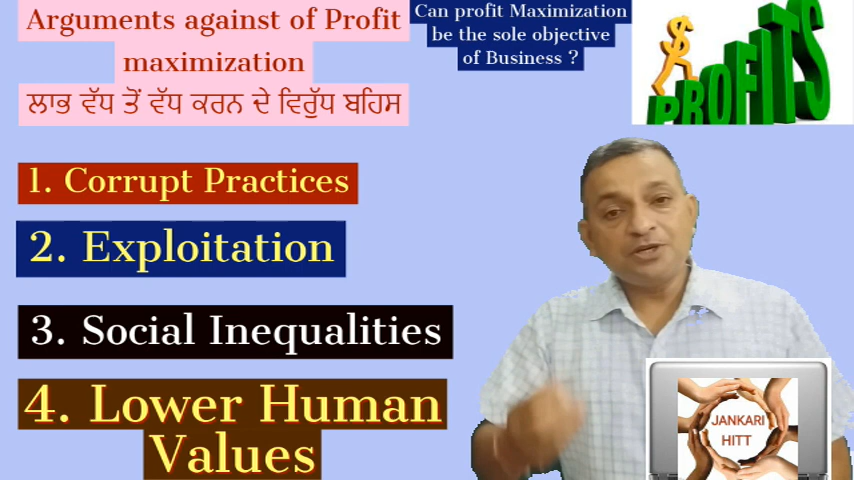 Arguments against of Profit
maximization
ਲਾਭ ਵੱਧ ਤੋਂ ਵੱਧ ਕਰਨ ਦੇ ਵਿਰੁੱਧ ਬਹਿਸ
Can profit Maximization
be the sole objective
of Business ?
PROFITS
1. Corrupt Practices
2. Exploitation
3. Social Inequalities
4. Lower Human
Values
JANKARI
HITT